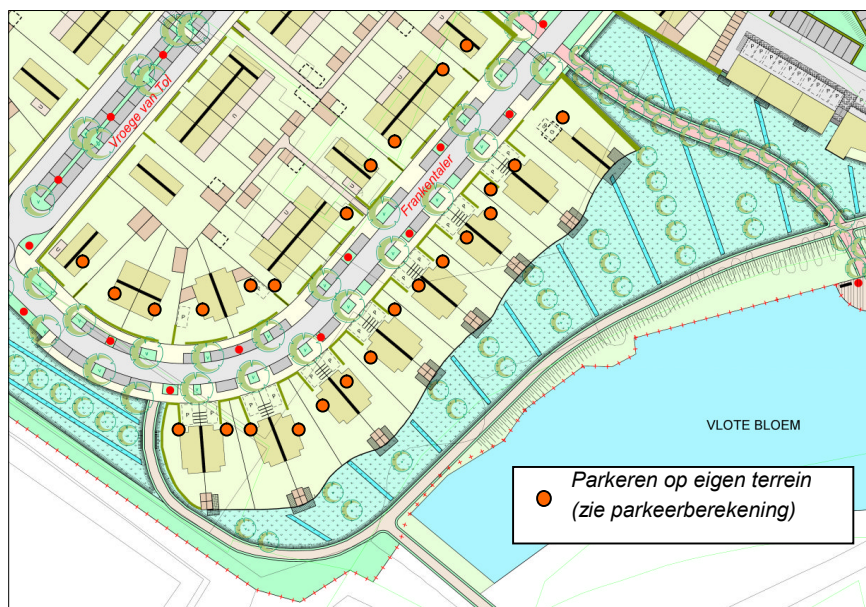 Vroege van Tol
Frankentaler
VLOTE BLOEM
Parkeren op eigen terrein
(zie parkeerberekening)